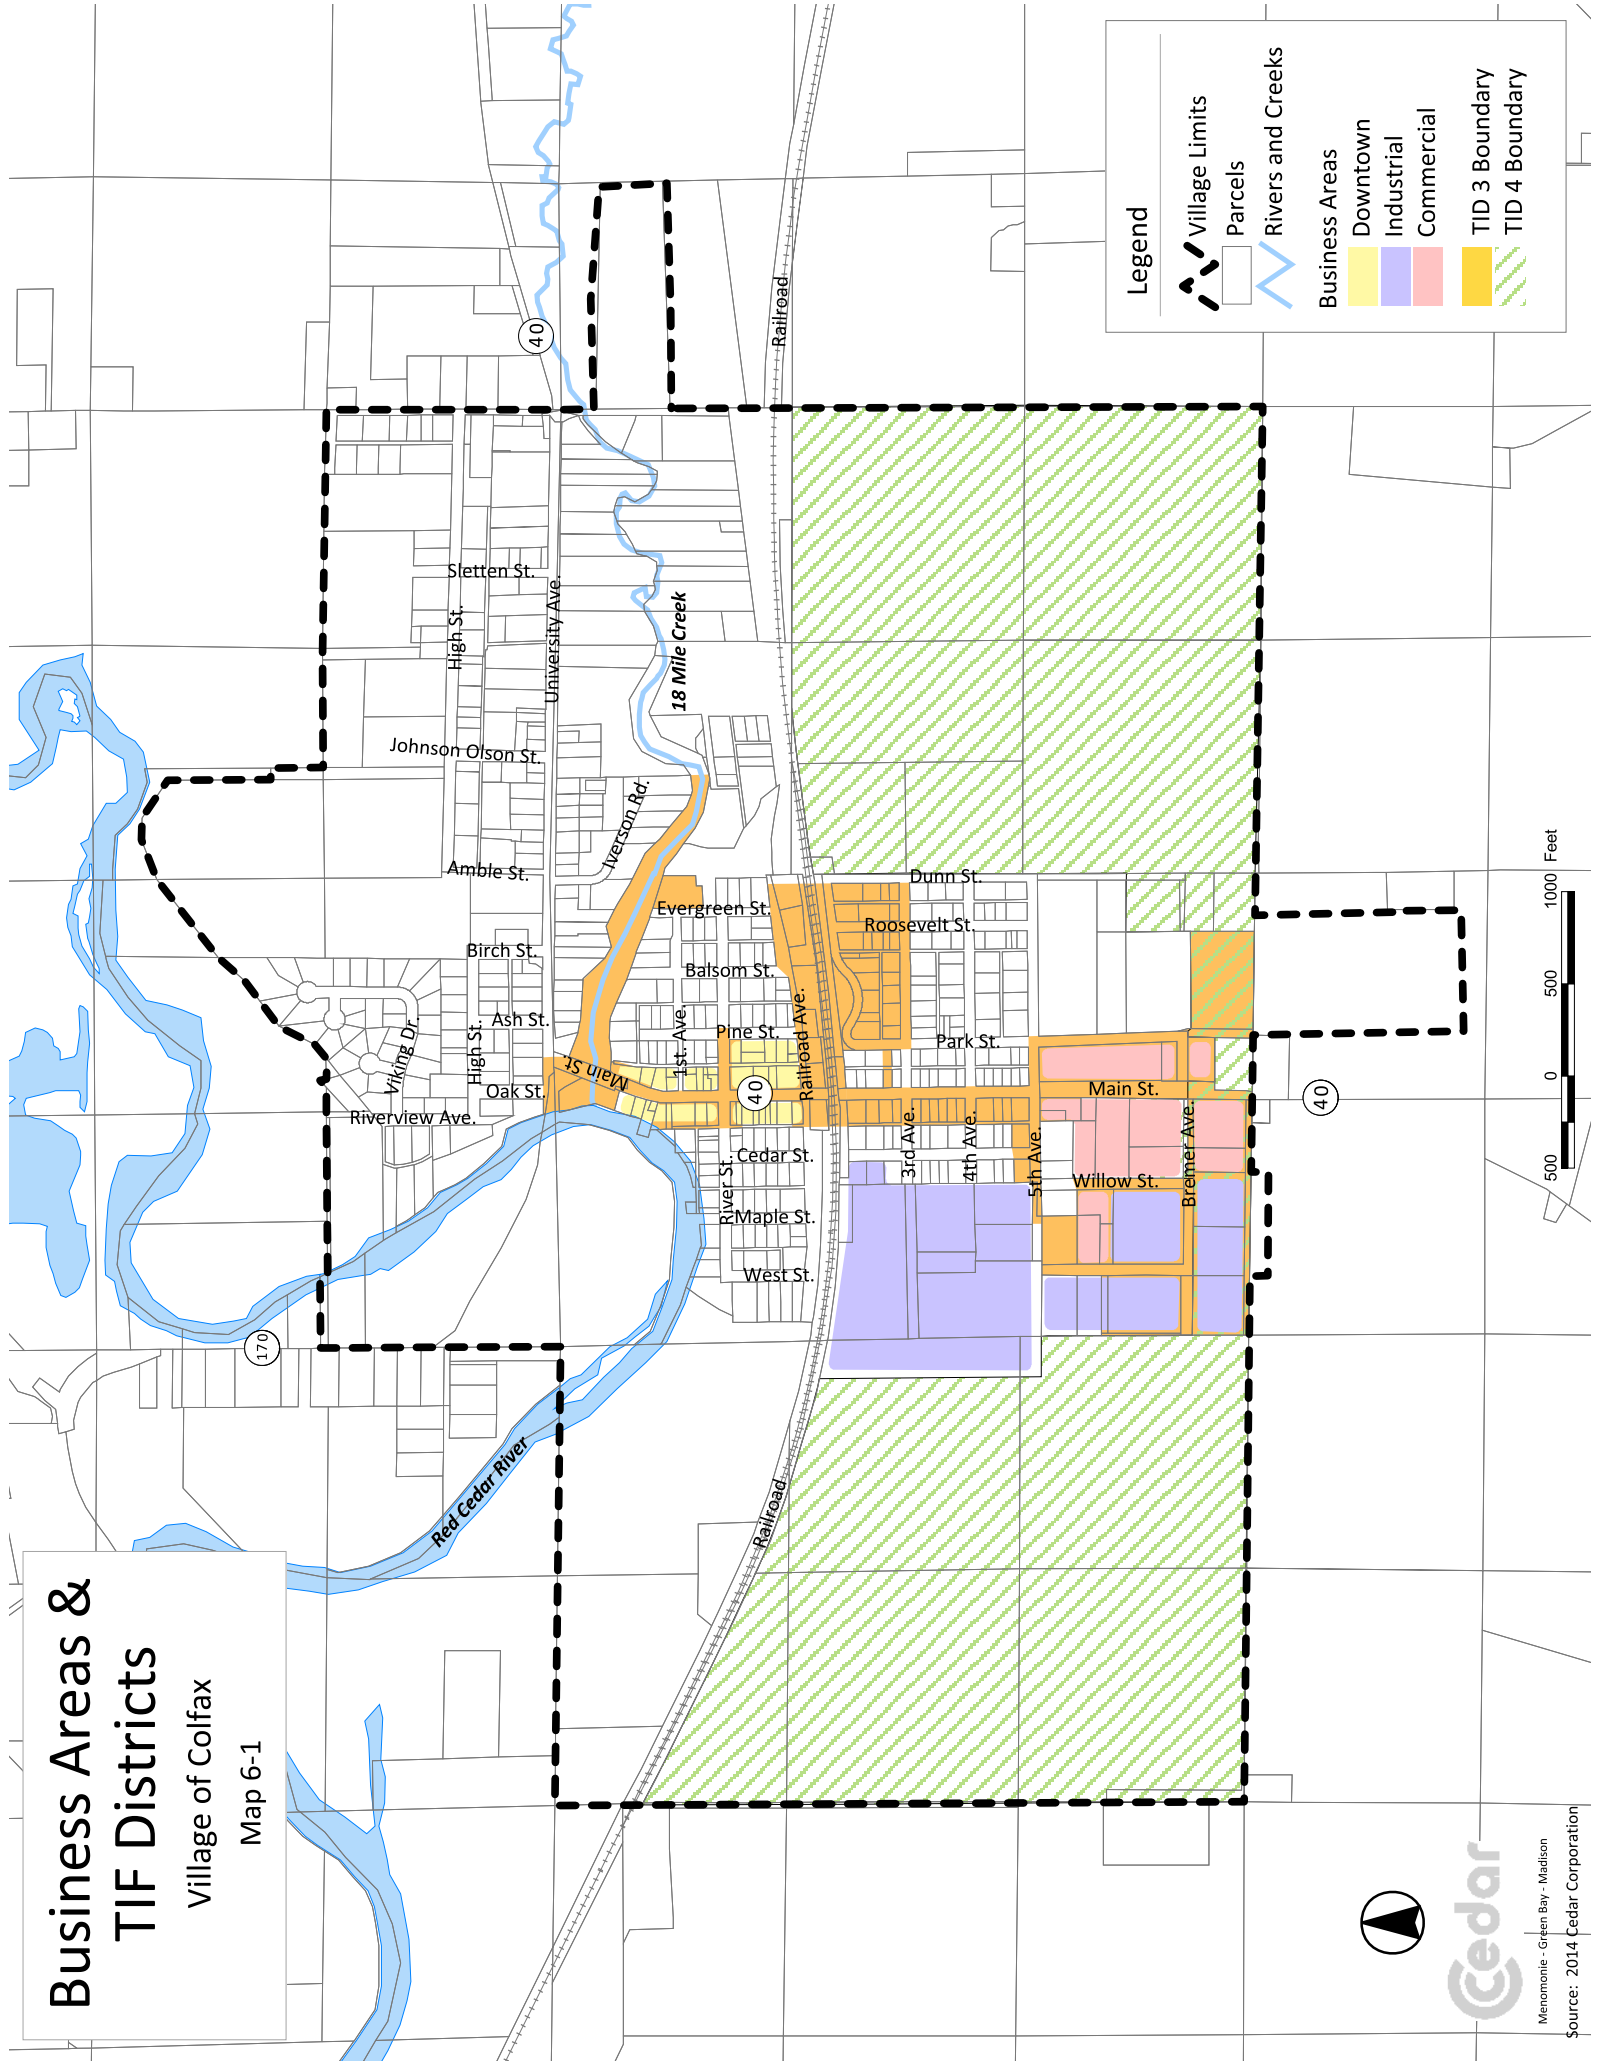 Business Areas &
TIF Districts
Village of Colfax
Map 6-1
170
40
Red Cedar River
Riverview Ave.
Viking Dr.
High St.
Oak St.
Ash St.
Birch St.
Amble St.
Johnson Olson St.
High St.
Sletten St.
University Ave.
Iverson Rd.
18 Mile Creek
Main St.
Evergreen St.
Balsom St.
1st. Ave.
Pine St.
40
Railroad Ave.
River St.
Cedar St.
Maple St.
West St.
Railroad
Railroad
Dunn St.
Roosevelt St.
Park St.
3rd Ave.
4th Ave.
5th Ave.
Main St.
Willow St.
Bremer Ave.
40
Legend
Village Limits
Parcels
Rivers and Creeks
Business Areas
Downtown
Industrial
Commercial
TID 3 Boundary
TID 4 Boundary
500 0 500 1000 Feet
Cedar
Menomonie - Green Bay - Madison
Source: 2014 Cedar Corporation